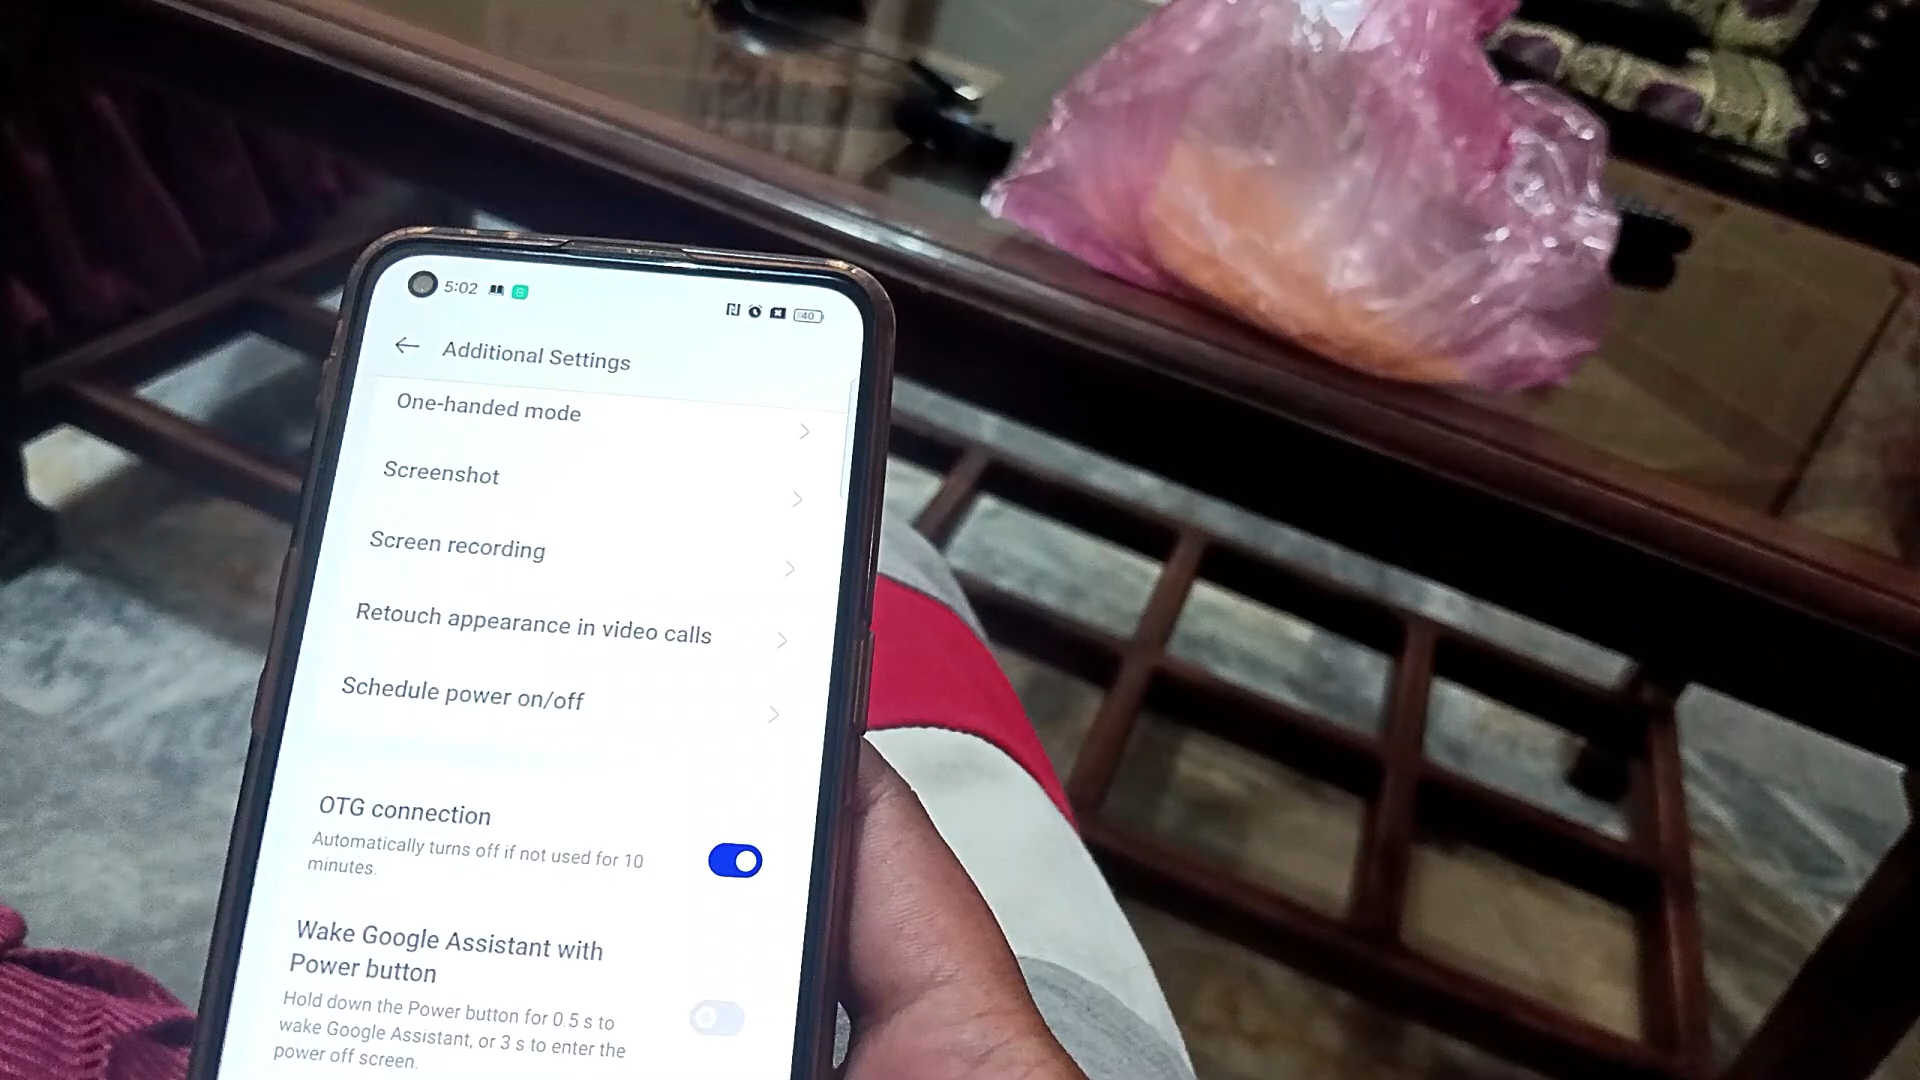 5:02
40
Additional Settings
One-handed mode
Screenshot
Screen recording
Retouch appearance in video calls
Schedule power on/off
OTG connection
Automatically turns off if not used for 10
minutes.
Wake Google Assistant with
Power button
Hold down the Power button for 0.5 s to
wake Google Assistant, or 3 s to enter the
power off screen.